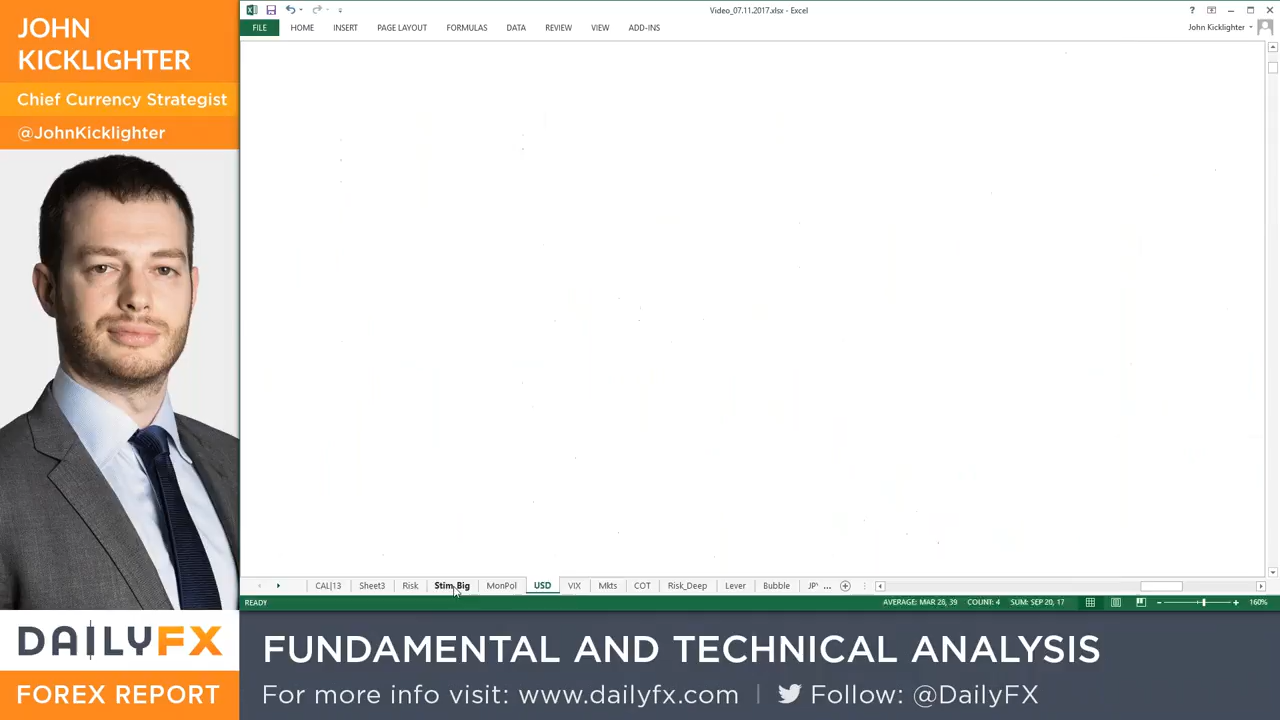 JOHN
KICKLIGHTER
Chief Currency Strategist
@JohnKicklighter
Video_07.11.2017.xlsx - Excel
FILE HOME INSERT PAGE LAYOUT FORMULAS DATA REVIEW VIEW ADD-INS
John Kicklighter
CAL|13 Sheet3 Risk Stim_Big MonPol USD VIX Mkts COT Risk_Deep Lever Bubble JPY ...
READY
AVERAGE: MAR 28, 39 COUNT: 4 SUM: SEP 20, 17 160%
DAILYFX
FOREX REPORT
FUNDAMENTAL AND TECHNICAL ANALYSIS
For more info visit: www.dailyfx.com | Follow: @DailyFX